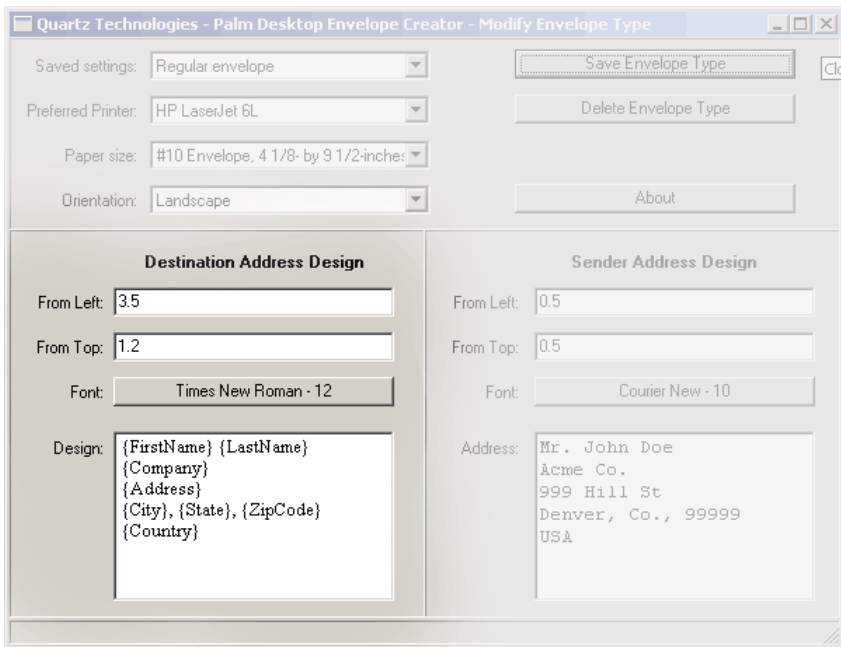 Quartz Technologies - Palm Desktop Envelope Creator - Modify Envelope Type
Saved settings: Regular envelope
Save Envelope Type
Preferred Printer: HP LaserJet 6L
Delete Envelope Type
Paper size: #10 Envelope, 4 1/8- by 9 1/2-inches
Orientation: Landscape
About
Destination Address Design
From Left: 3.5
From Top: 1.2
Font: Times New Roman - 12
Design: {FirstName} {LastName}
{Company}
{Address}
{City}, {State}, {ZipCode}
{Country}
Sender Address Design
From Left: 0.5
From Top: 0.5
Font: Courier New - 10
Address: Mr. John Doe
Acme Co.
999 Hill St
Denver, Co., 99999
USA